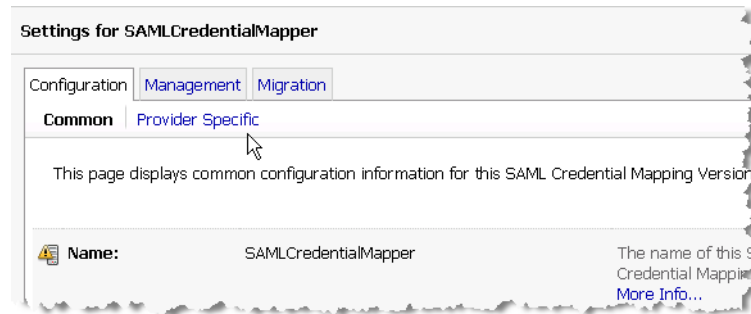 Settings for SAMLCredentialMapper
Configuration Management Migration
Common Provider Specific
This page displays common configuration information for this SAML Credential Mapping Version
Name: SAMLCredentialMapper The name of this
Credential Mapping
More Info...